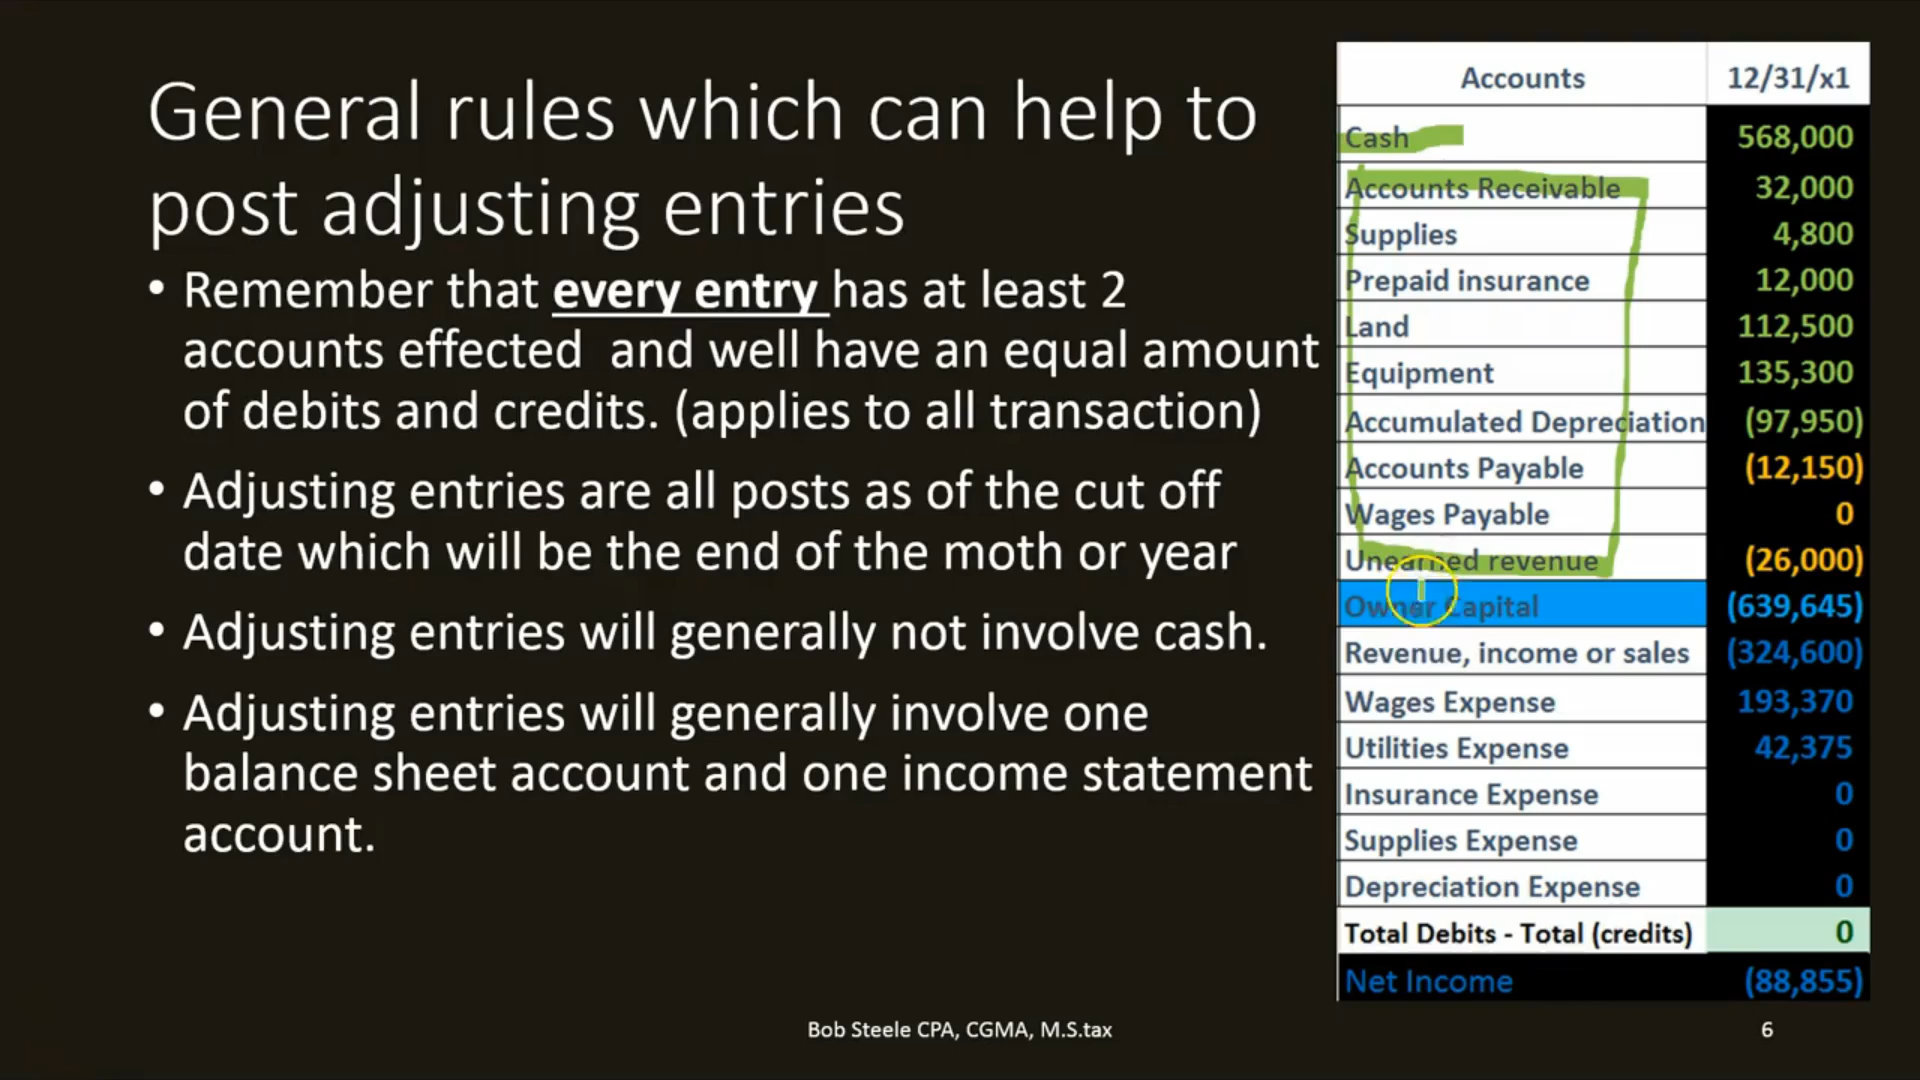 General rules which can help to
post adjusting entries
• Remember that every entry has at least 2
accounts effected and well have an equal amount
of debits and credits. (applies to all transaction)
• Adjusting entries are all posts as of the cut off
date which will be the end of the moth or year
• Adjusting entries will generally not involve cash.
• Adjusting entries will generally involve one
balance sheet account and one income statement
account.
Accounts 12/31/x1
Cash 568,000
Accounts Receivable 32,000
Supplies 4,800
Prepaid insurance 12,000
Land 112,500
Equipment 135,300
Accumulated Depreciation (97,950)
Accounts Payable (12,150)
Wages Payable 0
Unearned revenue (26,000)
Owner Capital (639,645)
Revenue, income or sales (324,600)
Wages Expense 193,370
Utilities Expense 42,375
Insurance Expense 0
Supplies Expense 0
Depreciation Expense 0
Total Debits - Total (credits) 0
Net Income (88,855)
Bob Steele CPA, CGMA, M.S.tax
6